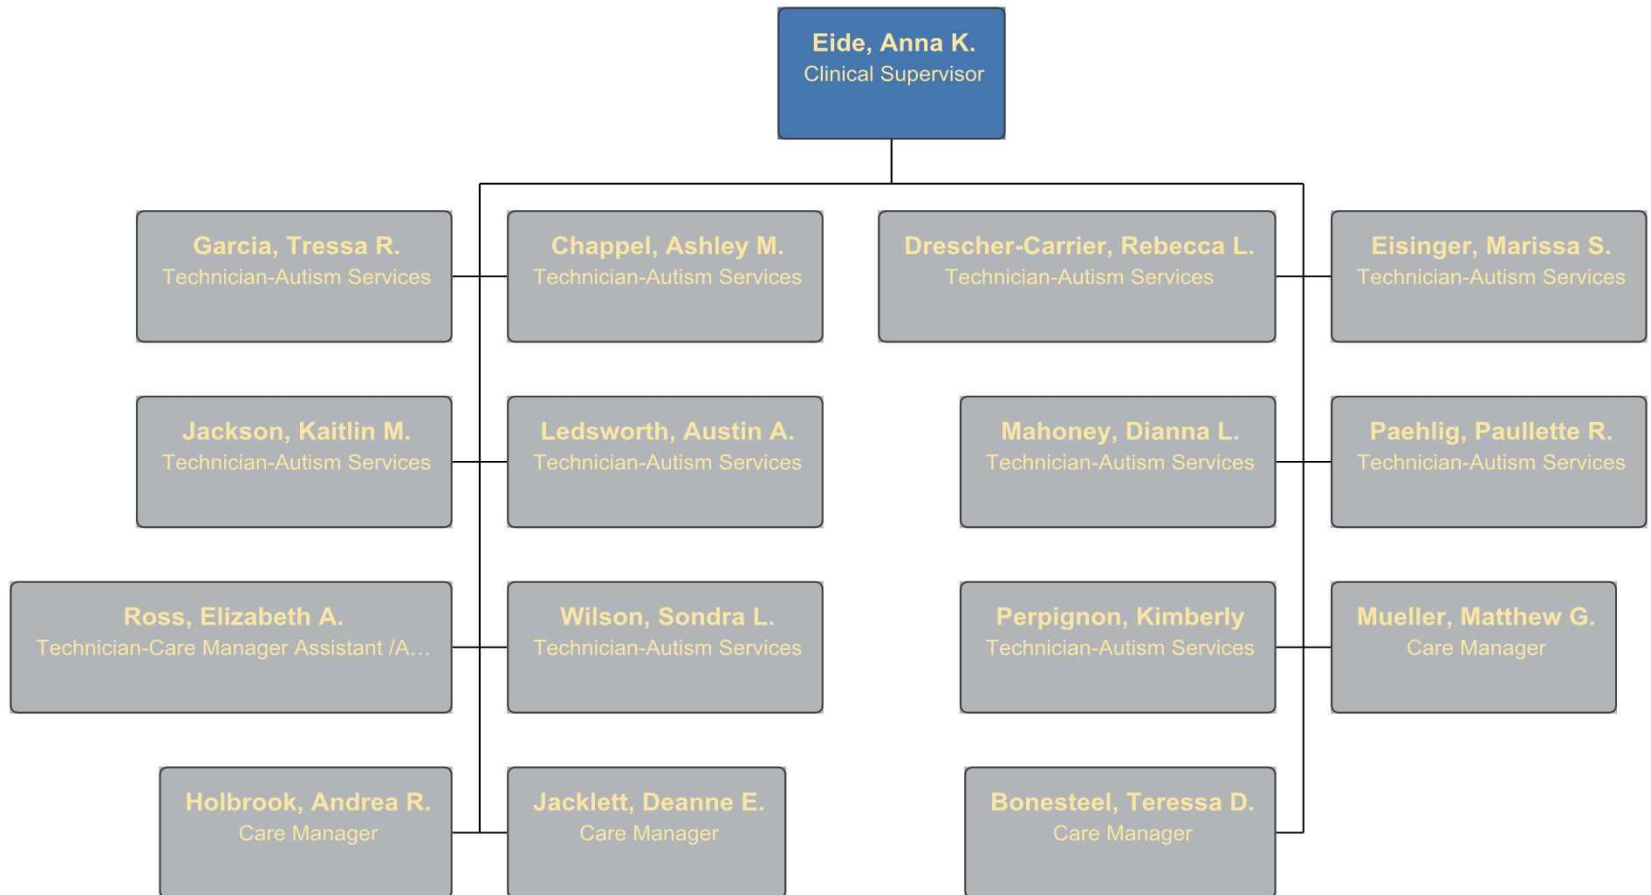 Eide, Anna K.
Clinical Supervisor
Garcia, Tressa R.
Technician-Autism Services
Chappel, Ashley M.
Technician-Autism Services
Drescher-Carrier, Rebecca L.
Technician-Autism Services
Eisinger, Marissa S.
Technician-Autism Services
Jackson, Kaitlin M.
Technician-Autism Services
Ledsworth, Austin A.
Technician-Autism Services
Mahoney, Dianna L.
Technician-Autism Services
Paehlig, Paullette R.
Technician-Autism Services
Ross, Elizabeth A.
Technician-Care Manager Assistant /A...
Wilson, Sondra L.
Technician-Autism Services
Perpignon, Kimberly
Technician-Autism Services
Mueller, Matthew G.
Care Manager
Holbrook, Andrea R.
Care Manager
Jacklett, Deanne E.
Care Manager
Bonesteel, Teressa D.
Care Manager